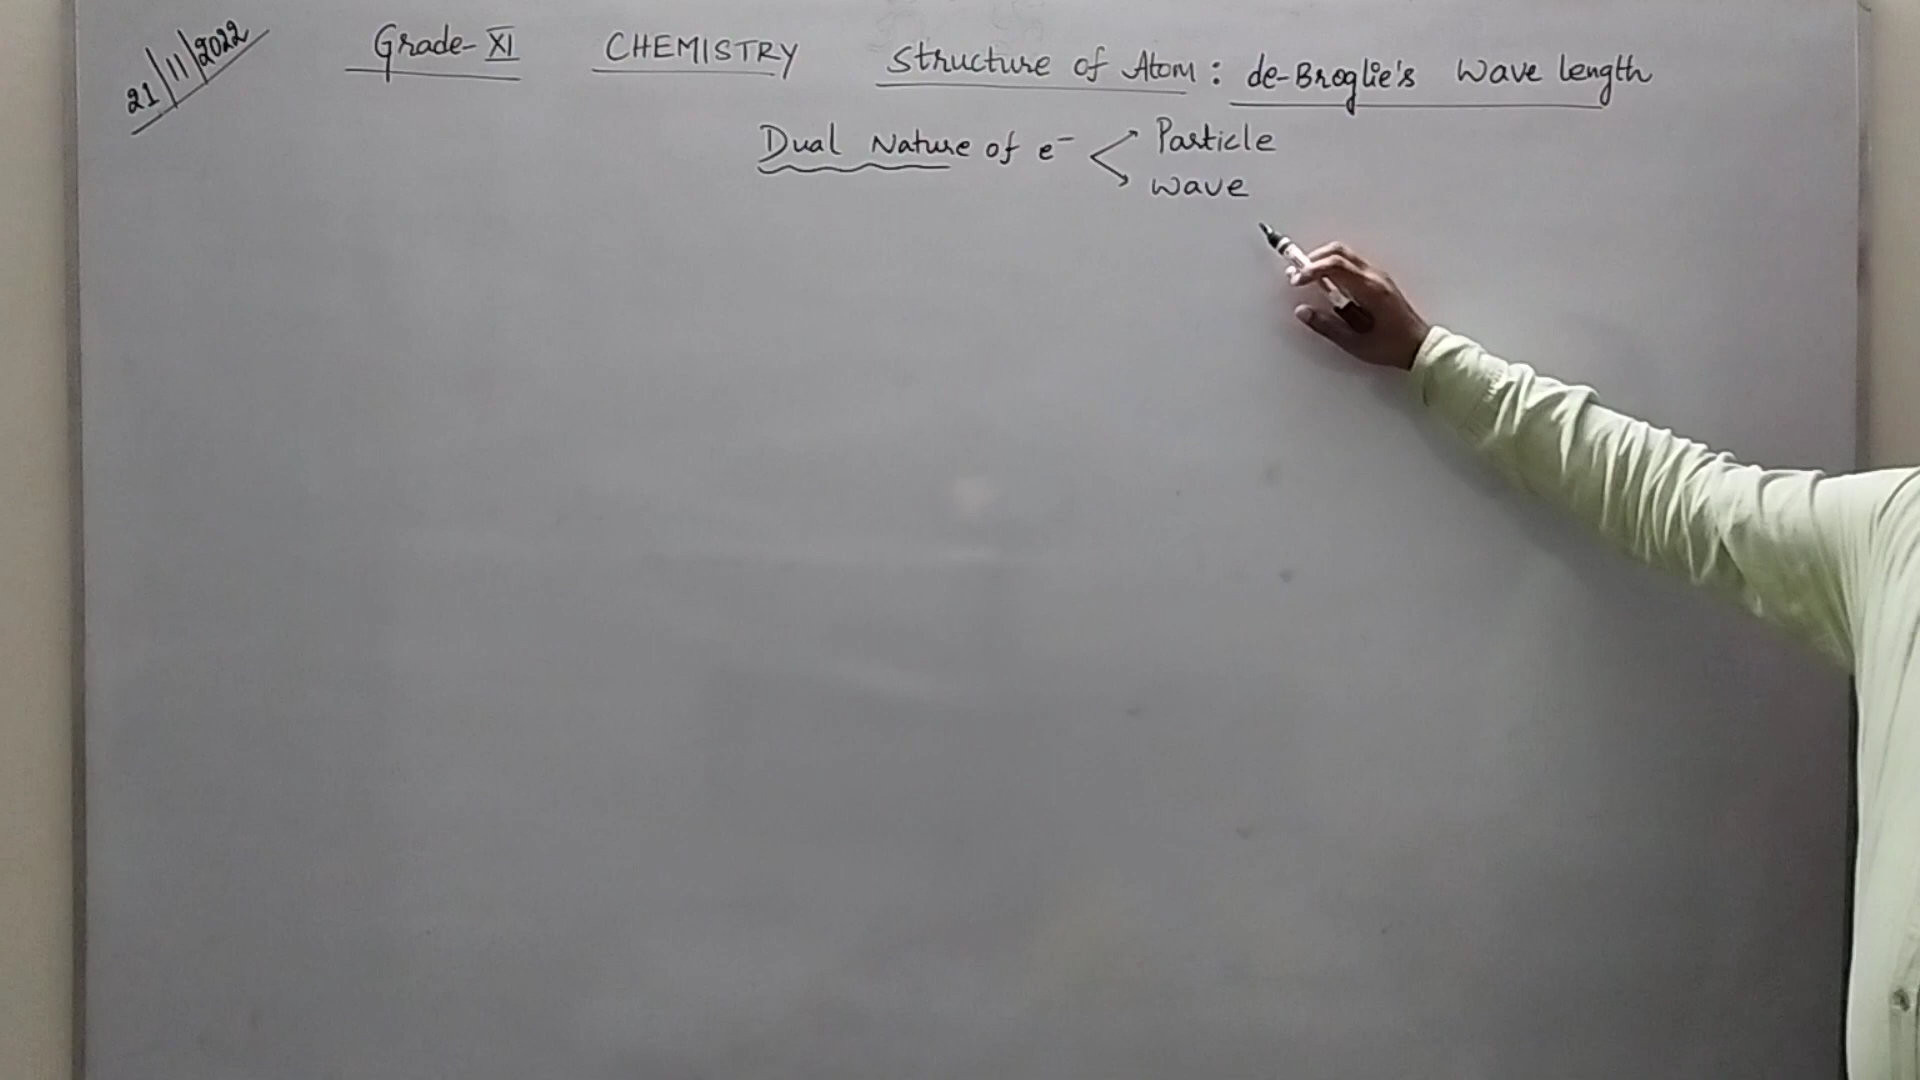 21/11/2022
Grade-XI CHEMISTRY Structure of Atom : de-Broglie's Wave length
Dual Nature of e⁻ Particle
wave